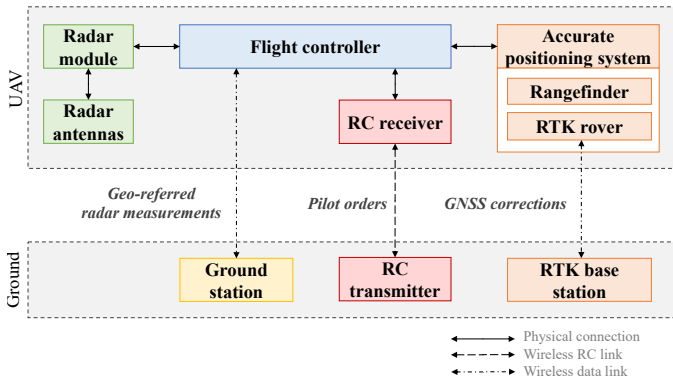 UAV
Radar
module
Flight controller
Accurate
positioning system
Rangefinder
Radar
antennas
RC receiver
RTK rover
Geo-referred
radar measurements
Pilot orders
GNSS corrections
Ground
Ground
station
RC
transmitter
RTK base
station
Physical connection
Wireless RC link
Wireless data link